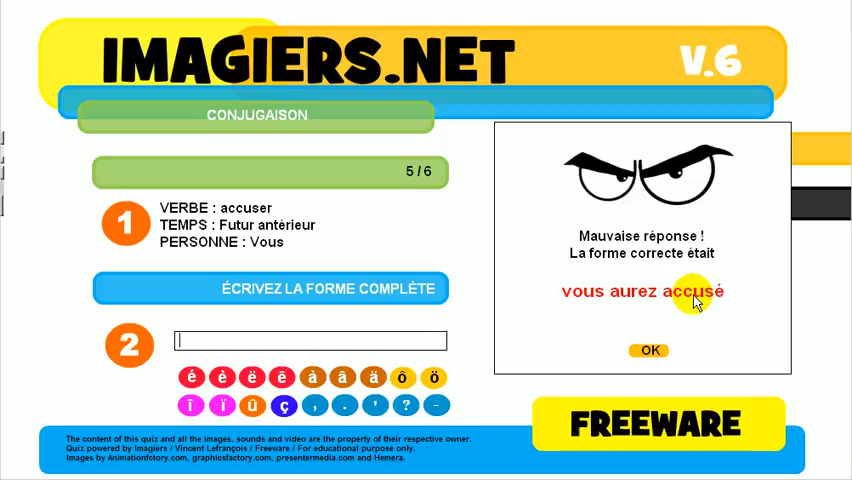 IMAGIERS.NET
V.6
CONJUGAISON
5 / 6
1
VERBE : accuser
TEMPS : Futur antérieur
PERSONNE : Vous
ÉCRIVEZ LA FORME COMPLÈTE
2
é è ë ê à â ä ô ö
î ï û ç , . ' ? -
Mauvaise réponse !
La forme correcte était
vous aurez accusé
OK
FREEWARE
The content of this quiz and all the images, sounds and video are the property of their respective owner.
Quiz powered by Imagiers / Vincent Lefrançois / Freeware / For educational purpose only.
Images by Animationfctory.com, graphicsfactory.com, presentermedia.com and Hemera.